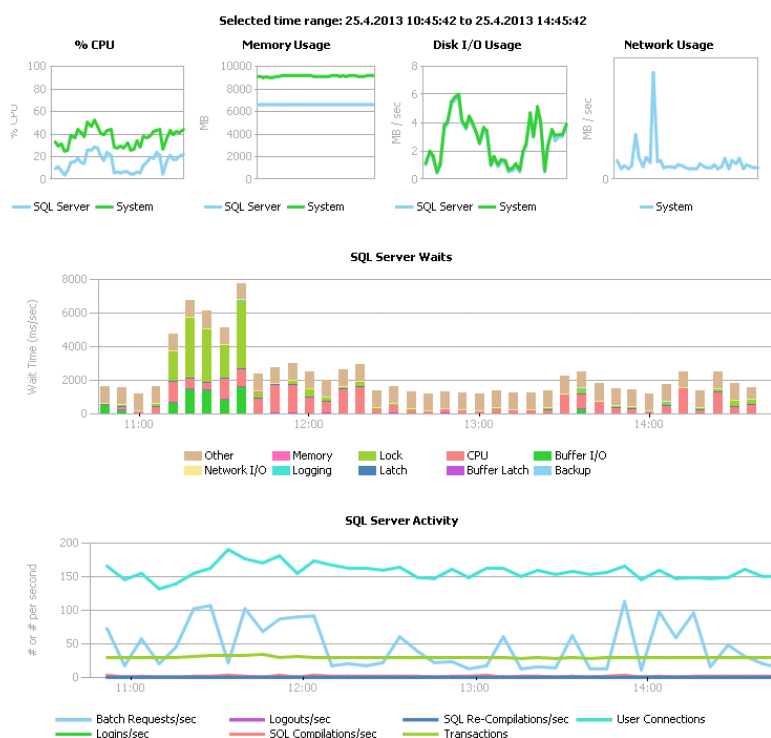 Selected time range: 25.4.2013 10:45:42 to 25.4.2013 14:45:42
% CPU Memory Usage Disk I/O Usage Network Usage
% CPU
100
80
60
40
20
0
MB
10000
8000
6000
4000
2000
0
MB / sec
8
6
4
2
0
MB / sec
0
SQL Server System SQL Server System SQL Server System System
SQL Server Waits
Wait Time (ms/sec)
8000
6000
4000
2000
0
11:00 12:00 13:00 14:00
Other Memory Lock CPU Buffer I/O
Network I/O Logging Latch Buffer Latch Backup
SQL Server Activity
# or # per second
200
150
100
50
0
11:00 12:00 13:00 14:00
Batch Requests/sec Logouts/sec SQL Re-Compilations/sec User Connections
Logins/sec SQL Compilations/sec Transactions